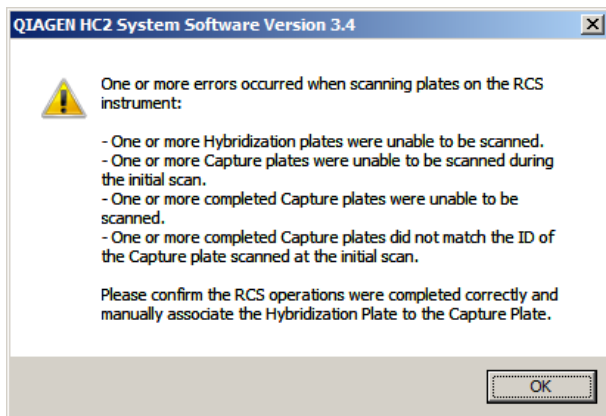 QIAGEN HC2 System Software Version 3.4
One or more errors occurred when scanning plates on the RCS
instrument:
- One or more Hybridization plates were unable to be scanned.
- One or more Capture plates were unable to be scanned during
the initial scan.
- One or more completed Capture plates were unable to be
scanned.
- One or more completed Capture plates did not match the ID of
the Capture plate scanned at the initial scan.
Please confirm the RCS operations were completed correctly and
manually associate the Hybridization Plate to the Capture Plate.
OK